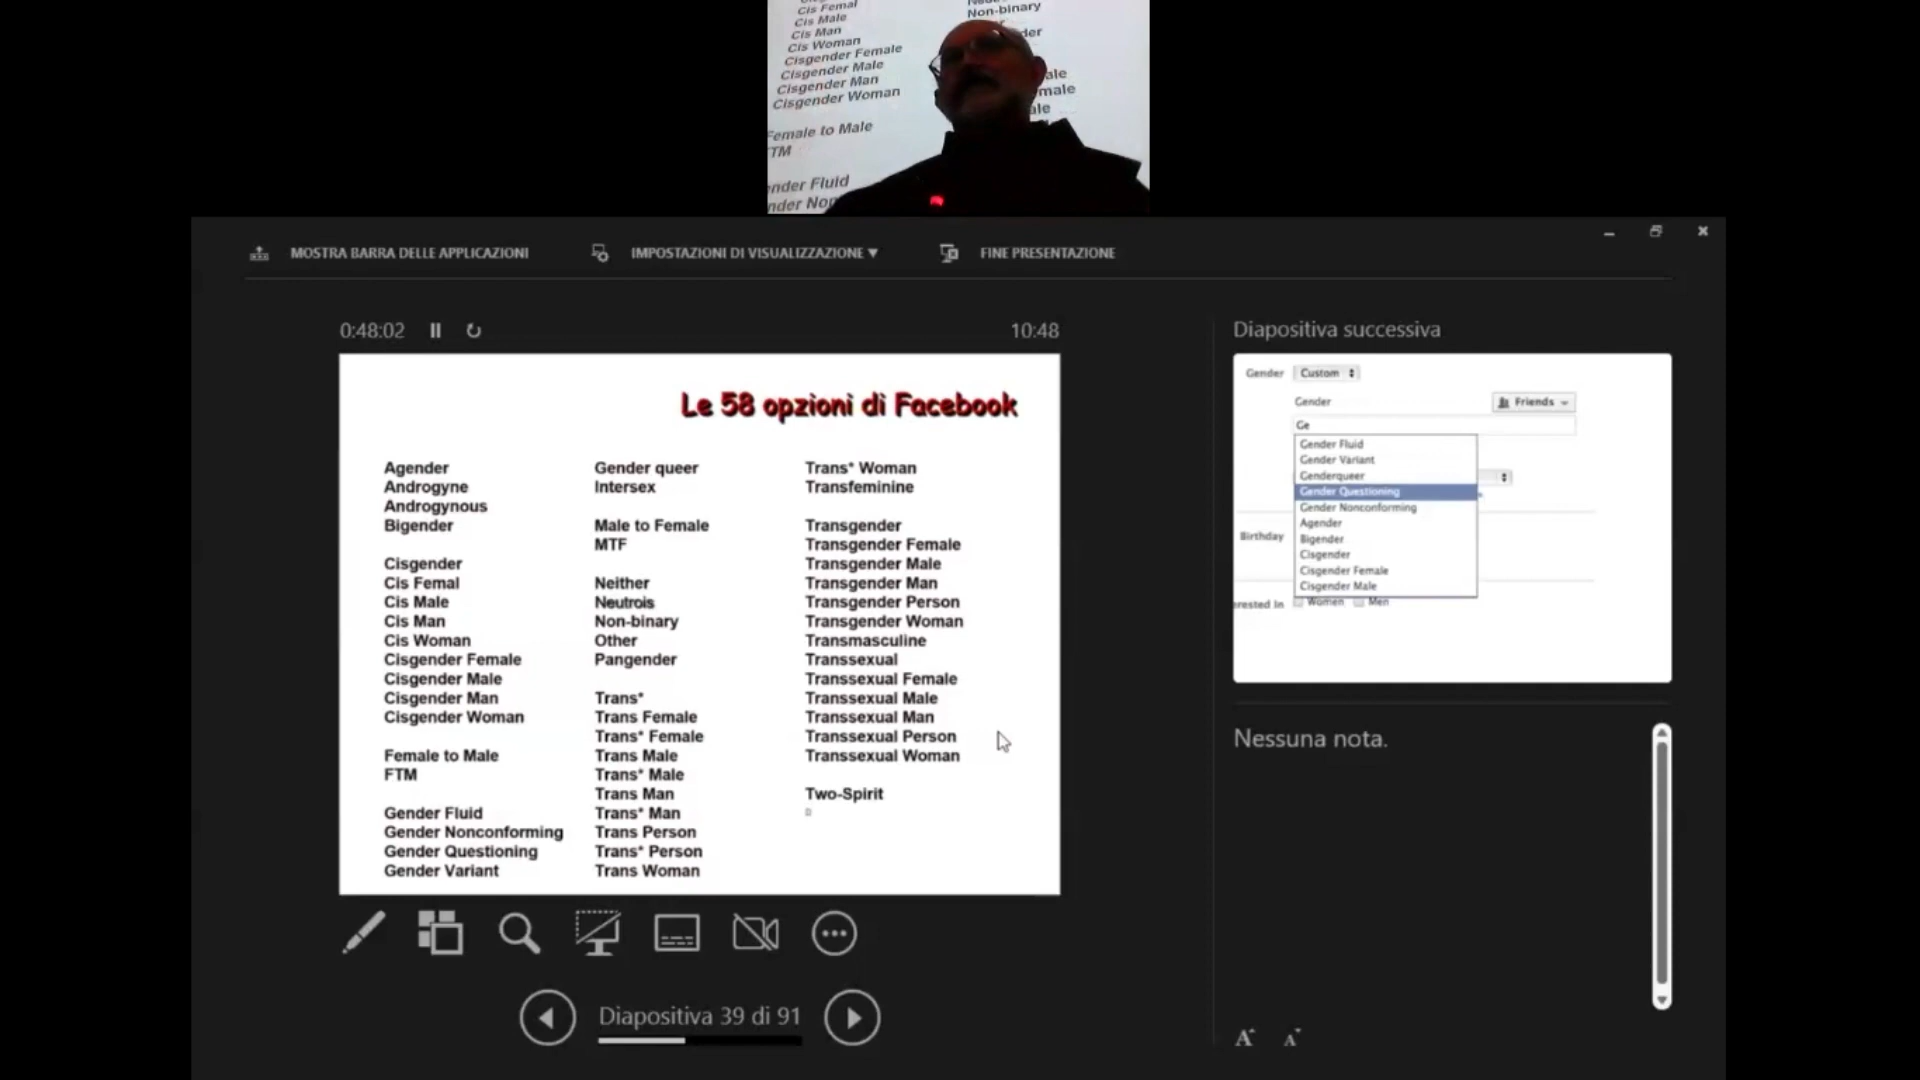 Cis Femal
Cis Male
Cis Man
Cis Woman
Cisgender Female
Cisgender Male
Cisgender Man
Cisgender Woman
Female to Male
Non-binary
MOSTRA BARRA DELLE APPLICAZIONI
IMPOSTAZIONI DI VISUALIZZAZIONE ▼
FINE PRESENTAZIONE
0:48:02
10:48
Le 58 opzioni di Facebook
Agender
Androgyne
Androgynous
Bigender
Cisgender
Cis Femal
Cis Male
Cis Man
Cis Woman
Cisgender Female
Cisgender Male
Cisgender Man
Cisgender Woman
Female to Male
FTM
Gender Fluid
Gender Nonconforming
Gender Questioning
Gender Variant
Gender queer
Intersex
Male to Female
MTF
Neither
Neutrois
Non-binary
Other
Pangender
Trans*
Trans Female
Trans* Female
Trans Male
Trans* Male
Trans Man
Trans* Man
Trans Person
Trans* Person
Trans Woman
Trans* Woman
Transfeminine
Transgender
Transgender Female
Transgender Male
Transgender Man
Transgender Person
Transgender Woman
Transmasculine
Transsexual
Transsexual Female
Transsexual Male
Transsexual Man
Transsexual Person
Transsexual Woman
Two-Spirit
Diapositiva 39 di 91
Diapositiva successiva
Gender Custom
Gender Friends
Ge
Gender Fluid
Gender Variant
Genderqueer
Gender Questioning
Gender Nonconforming
Agender
Birthday
Bigender
Cisgender
Cisgender Female
Cisgender Male
erested In Women Men
Nessuna nota.
A A